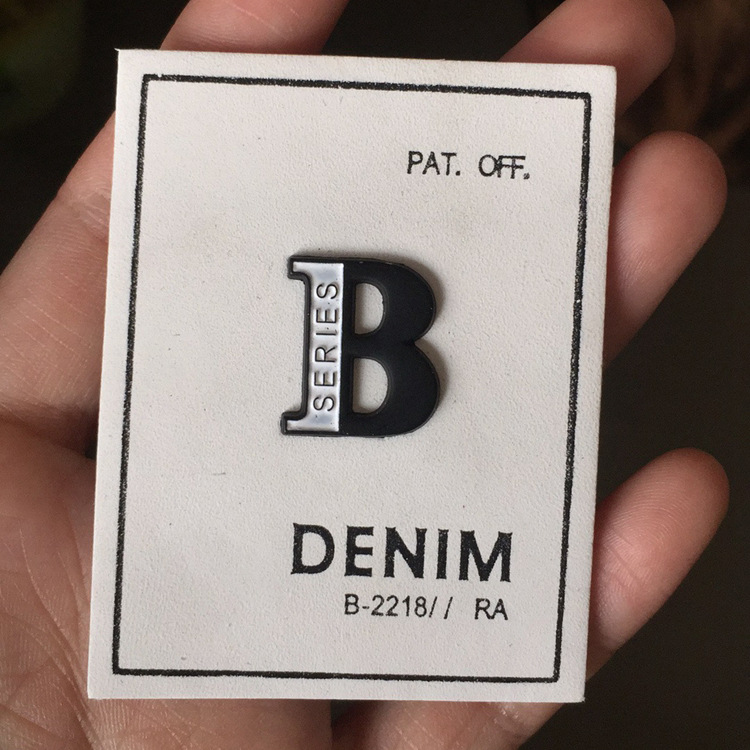 PAT. OFF.
B
SERIES
DENIM
B-2218// RA